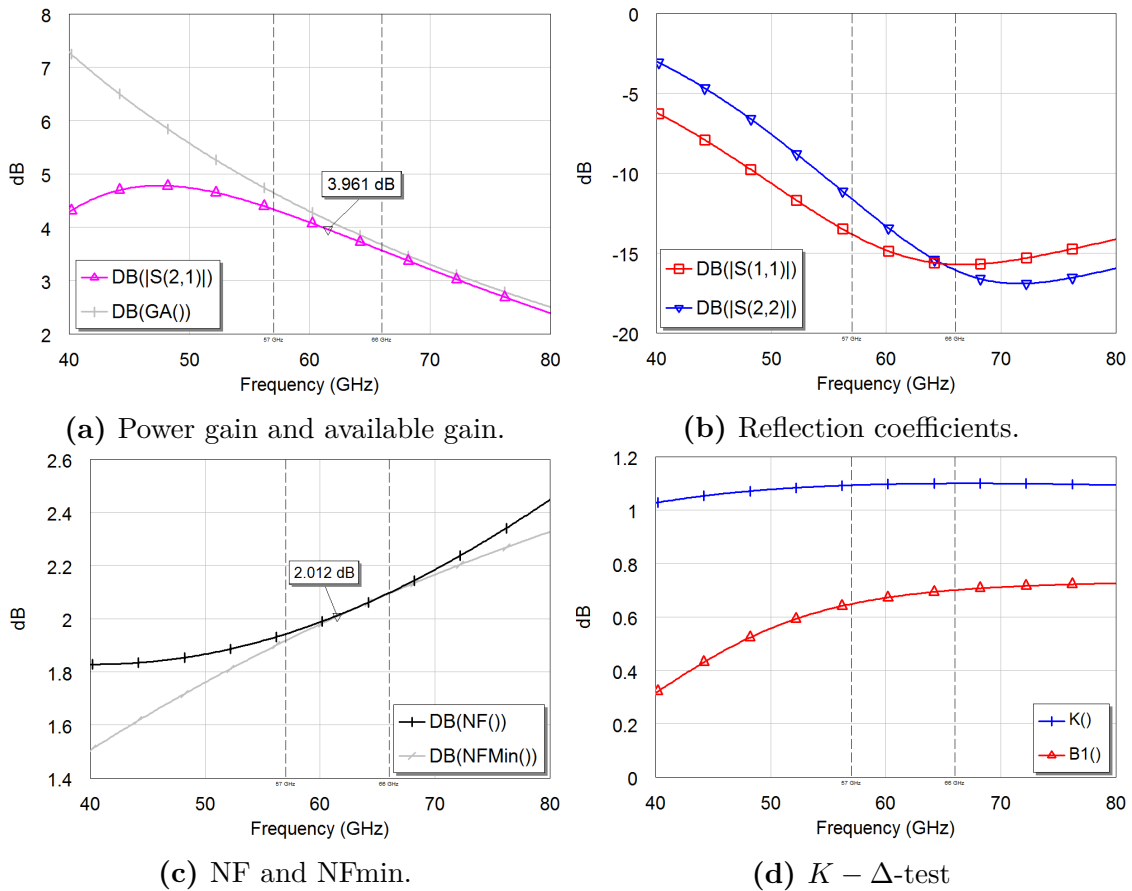 8
7
6
5
4
3
2
dB
3.961 dB
DB(|S(2,1)|)
DB(GA())
57 GHz
66 GHz
40
50
60
70
80
Frequency (GHz)
(a) Power gain and available gain.
0
-5
-10
-15
-20
dB
DB(|S(1,1)|)
DB(|S(2,2)|)
57 GHz
66 GHz
40
50
60
70
80
Frequency (GHz)
(b) Reflection coefficients.
2.6
2.4
2.2
2
1.8
1.6
1.4
dB
2.012 dB
DB(NF())
DB(NFMin())
57 GHz
66 GHz
40
50
60
70
80
Frequency (GHz)
(c) NF and NFmin.
1.2
1
0.8
0.6
0.4
0.2
0
dB
K()
B1()
57 GHz
66 GHz
40
50
60
70
80
Frequency (GHz)
(d) K − Δ-test